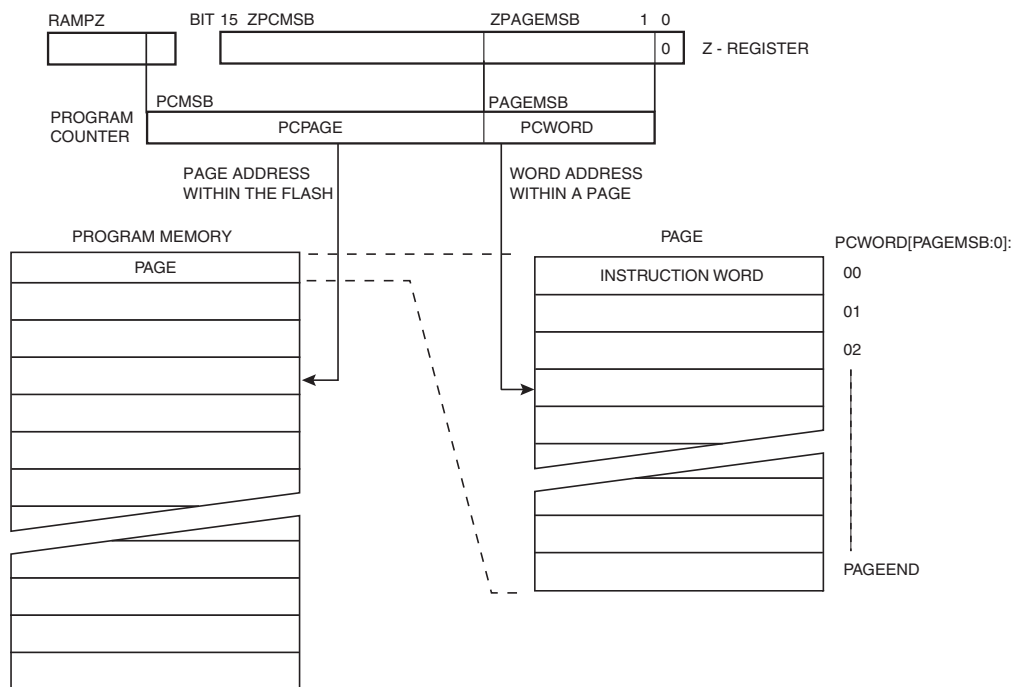 RAMPZ BIT 15 ZPCMSB ZPAGEMSB 1 0
0 Z - REGISTER
PCMSB PAGEMSB
PROGRAM
COUNTER
PCPAGE PCWORD
PAGE ADDRESS
WITHIN THE FLASH
WORD ADDRESS
WITHIN A PAGE
PROGRAM MEMORY
PAGE
PAGE
PCWORD[PAGEMSB:0]:
INSTRUCTION WORD
00
01
02
PAGEEND